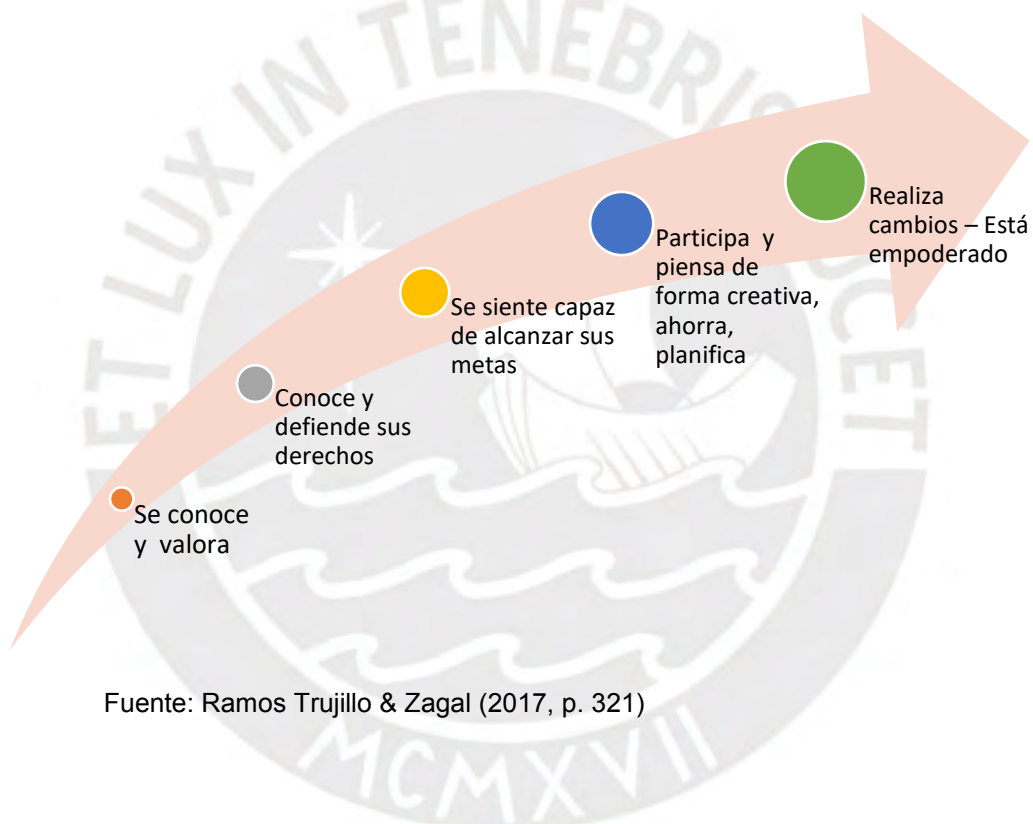 ET LUX IN TENEBRIS LUCET
Realiza
cambios – Está
empoderado
Participa y
piensa de
forma creativa,
ahorra,
planifica
Se siente capaz
de alcanzar sus
metas
Conoce y
defiende sus
derechos
Se conoce
y valora
Fuente: Ramos Trujillo & Zagal (2017, p. 321)
MCMXVII